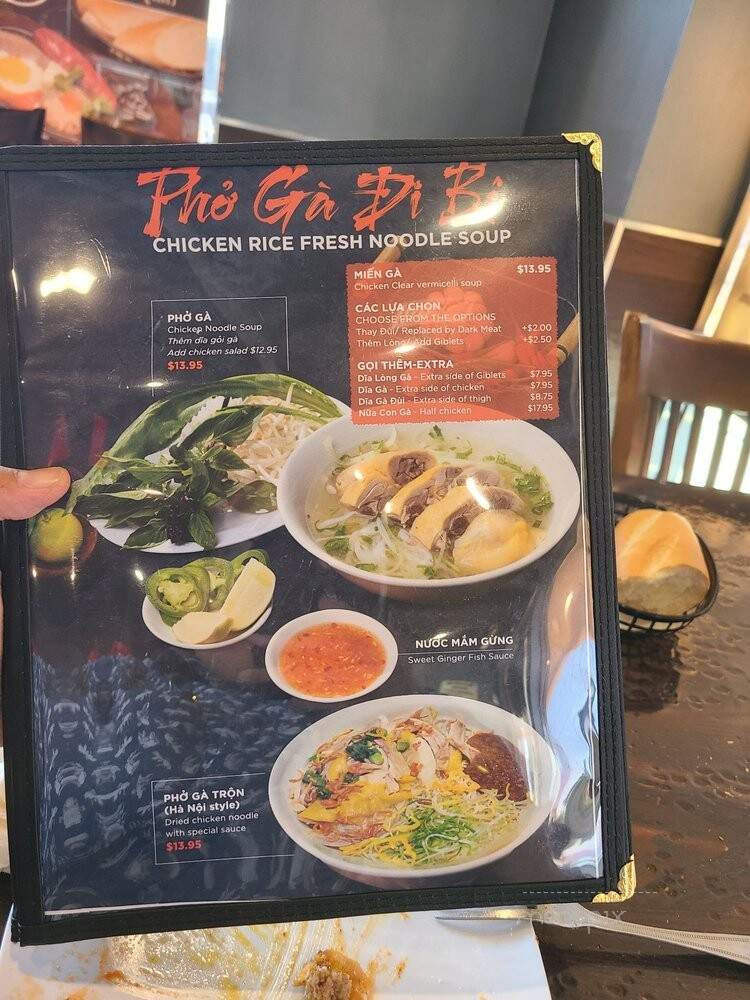 Phở Gà Đi Bộ
CHICKEN RICE FRESH NOODLE SOUP
PHỞ GÀ
Chicken Noodle Soup
Thêm dĩa gỏi gà
Add chicken salad $12.95
$13.95
MIẾN GÀ $13.95
Chicken Clear vermicelli soup
CÁC LỰA CHỌN
CHOOSE FROM THE OPTIONS
Thay Đũi/ Replaced by Dark Meat +$2.00
Thêm Lòng/ Add Giblets +$2.50
GỌI THÊM-EXTRA
Dĩa Lòng Gà - Extra side of Giblets $7.95
Dĩa Gà - Extra side of chicken $7.95
Dĩa Gà Đùi - Extra side of thigh $8.75
Nữa Con Gà - Half chicken $17.95
NƯỚC MẮM GỪNG
Sweet Ginger Fish Sauce
PHỞ GÀ TRỘN
(Hà Nội style)
Dried chicken noodle
with special sauce
$13.95